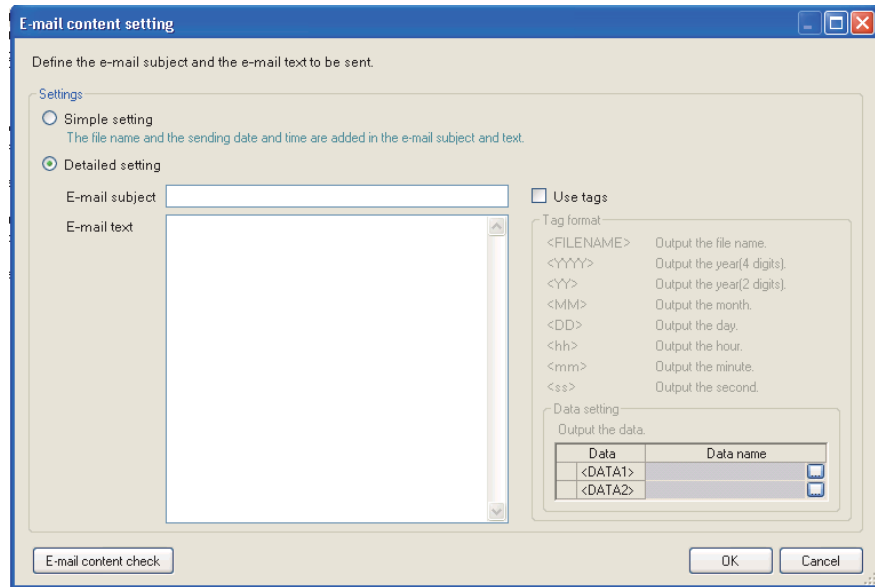 E-mail content setting
Define the e-mail subject and the e-mail text to be sent.
Settings
Simple setting
The file name and the sending date and time are added in the e-mail subject and text.
Detailed setting
E-mail subject
Use tags
E-mail text
Tag format
<FILENAME> Output the file name.
<YYYY> Output the year(4 digits).
<YY> Output the year(2 digits).
<MM> Output the month.
<DD> Output the day.
<hh> Output the hour.
<mm> Output the minute.
<ss> Output the second.
Data setting
Output the data.
Data Data name
<DATA1> ...
<DATA2> ...
E-mail content check OK Cancel